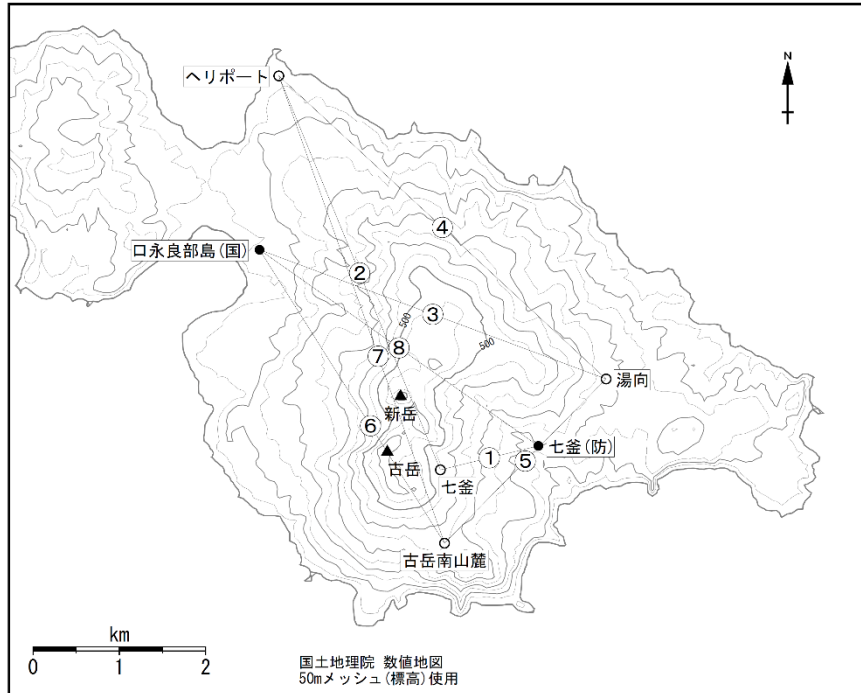 ヘリポート
N
④
口永良部島(国)
②
③
500
500
⑦
⑧
湯向
新岳
⑥
七釜(防)
古岳
①
⑤
七釜
古岳南山麓
km
0 1 2
国土地理院 数値地図
50mメッシュ(標高)使用